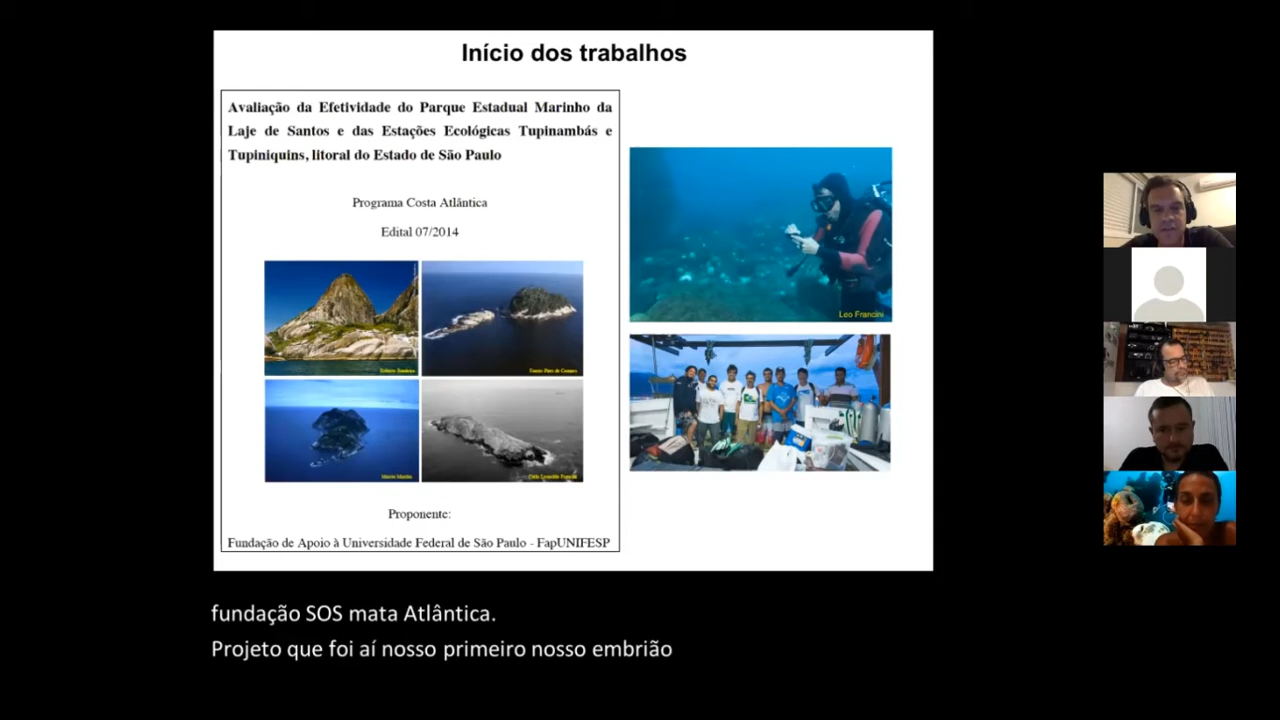 Início dos trabalhos
Avaliação da Efetividade do Parque Estadual Marinho da
Laje de Santos e das Estações Ecológicas Tupinambás e
Tupiniquins, litoral do Estado de São Paulo
Programa Costa Atlântica
Edital 07/2014
Leo Francini
Proponente:
Fundação de Apoio à Universidade Federal de São Paulo - FapUNIFESP
fundação SOS mata Atlântica.
Projeto que foi aí nosso primeiro nosso embrião